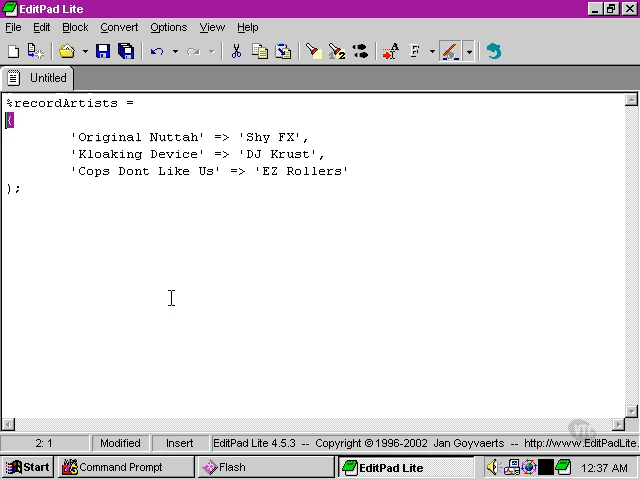 EditPad Lite
File Edit Block Convert Options View Help
Untitled
%recordArtists =
{
'Original Nuttah' => 'Shy FX',
'Kloaking Device' => 'DJ Krust',
'Cops Dont Like Us' => 'EZ Rollers'
);
2: 1 Modified Insert EditPad Lite 4.5.3 -- Copyright © 1996-2002 Jan Goyvaerts -- http://www.EditPadLite.
Start Command Prompt Flash EditPad Lite 12:37 AM